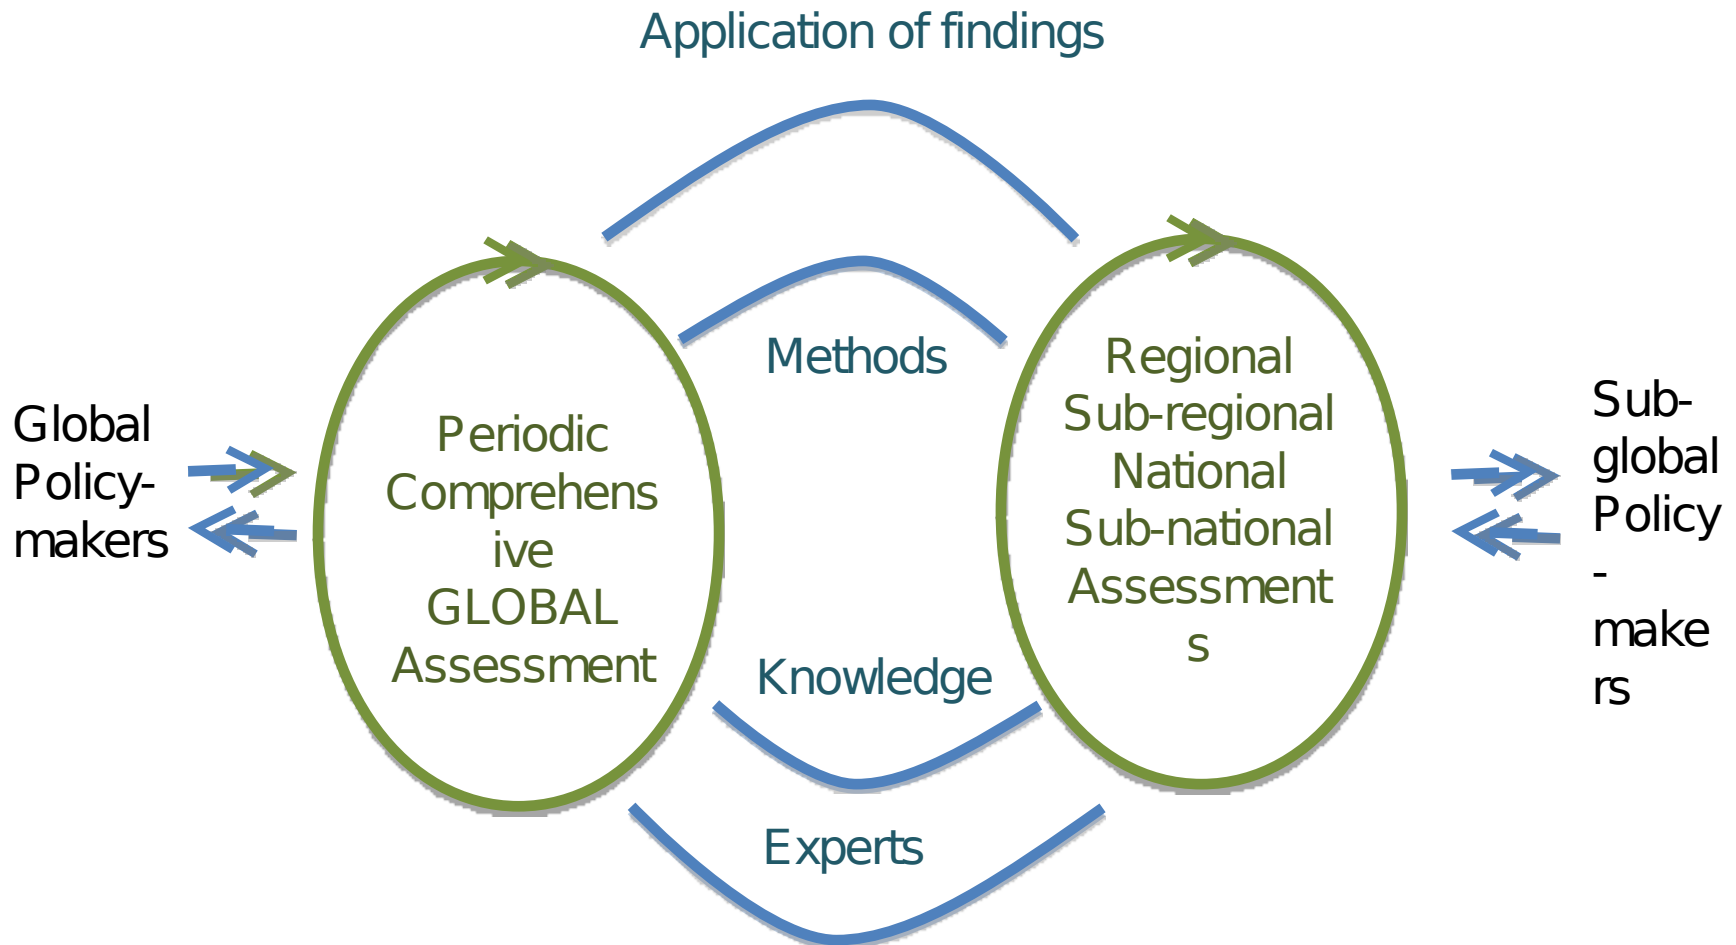 Application of findings
Global
Policy-
makers
Periodic
Comprehens
ive
GLOBAL
Assessment
Methods
Knowledge
Experts
Regional
Sub-regional
National
Sub-national
Assessment
s
Sub-
global
Policy
-
make
rs